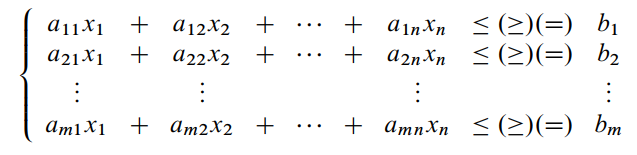 a₁₁x₁ + a₁₂x₂ + ⋯ + a₁ₙxₙ ≤ (≥)(=) b₁
a₂₁x₁ + a₂₂x₂ + ⋯ + a₂ₙxₙ ≤ (≥)(=) b₂
⋮ ⋮ ⋮ ⋮
aₘ₁x₁ + aₘ₂x₂ + ⋯ + aₘₙxₙ ≤ (≥)(=) bₘ